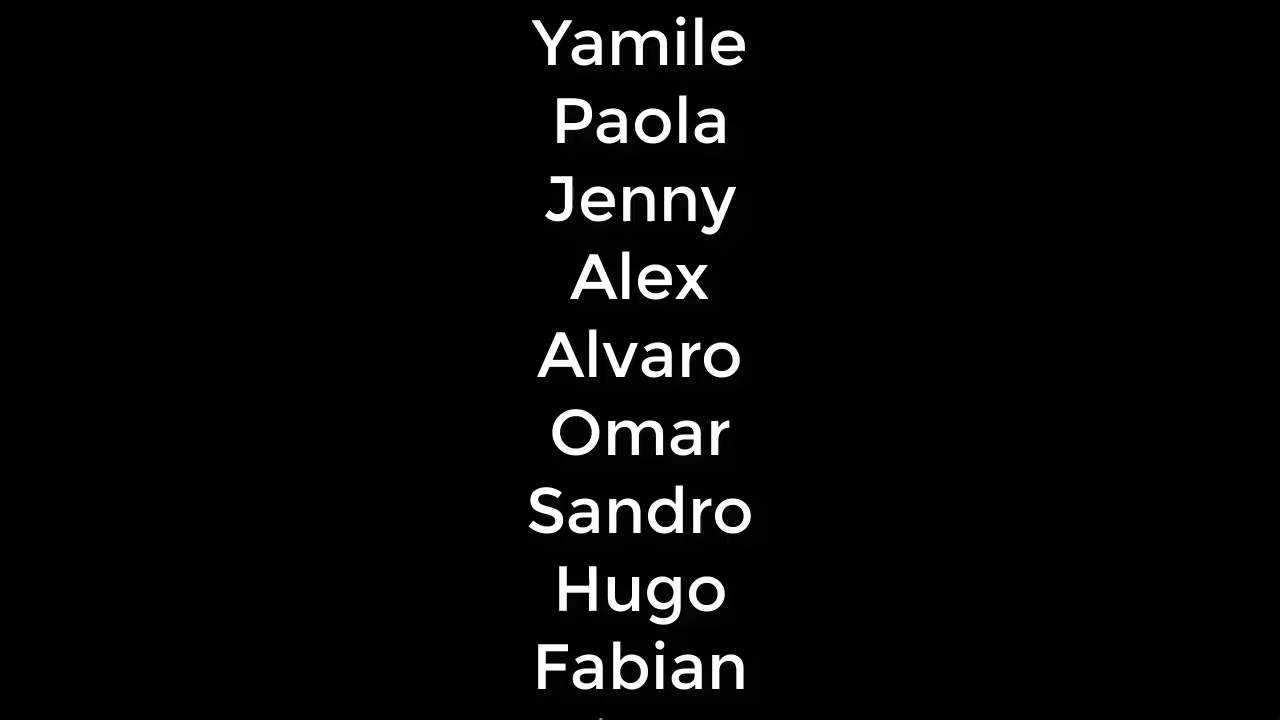 Yamile
Paola
Jenny
Alex
Alvaro
Omar
Sandro
Hugo
Fabian